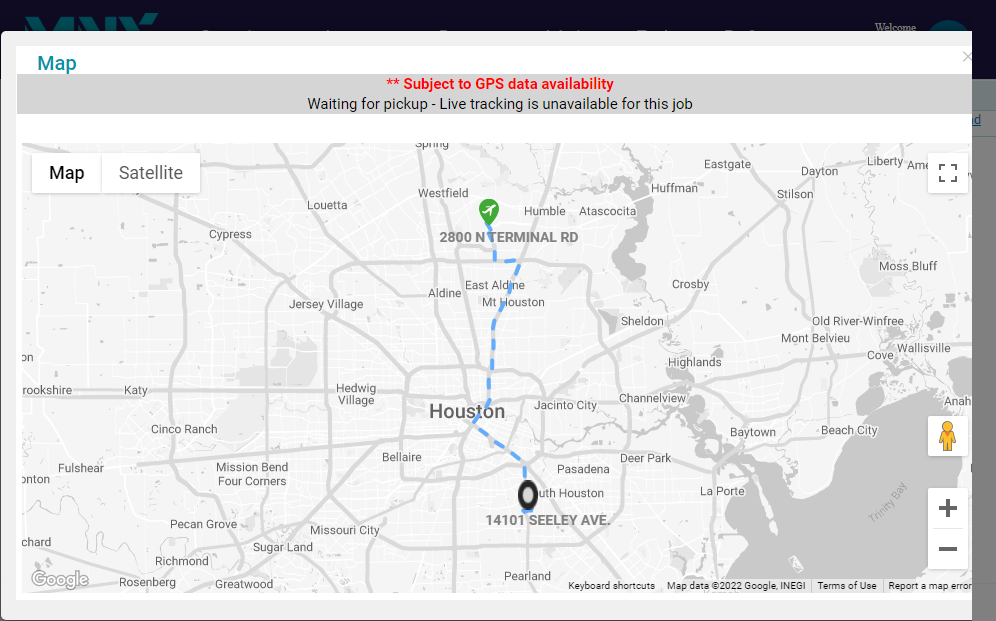 Welcome
Map
** Subject to GPS data availability
Waiting for pickup - Live tracking is unavailable for this job
Map
Satellite
Spring
Eastgate
Dayton
Liberty
Huffman
Stilson
Westfield
Louetta
Humble
Atascocita
Cypress
2800 N TERMINAL RD
Moss Bluff
East Aldine
Crosby
Aldine
Jersey Village
Mt Houston
Sheldon
Old River-Winfree
Mont Belvieu
Wallisville
Cove
Highlands
rookshire
Katy
Hedwig
Village
Channelview
Anah
Houston
Jacinto City
Cinco Ranch
Baytown
Beach City
Bellaire
Deer Park
Fulshear
Mission Bend
Four Corners
Pasadena
onton
La Porte
uth Houston
Trinity Bay
14101 SEELEY AVE.
Pecan Grove
Missouri City
chard
Sugar Land
Richmond
Google
Rosenberg
Greatwood
Pearland
Keyboard shortcuts
Map data ©2022 Google, INEGI
Terms of Use
Report a map error